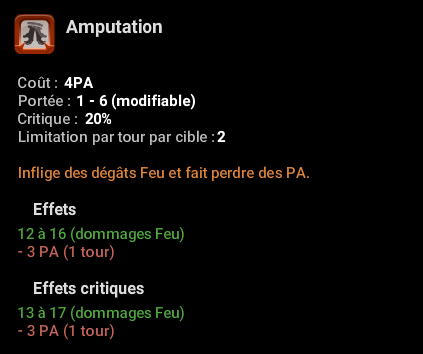 Amputation
Coût : 4PA
Portée : 1 - 6 (modifiable)
Critique : 20%
Limitation par tour par cible : 2
Inflige des dégâts Feu et fait perdre des PA.
Effets
12 à 16 (dommages Feu)
- 3 PA (1 tour)
Effets critiques
13 à 17 (dommages Feu)
- 3 PA (1 tour)